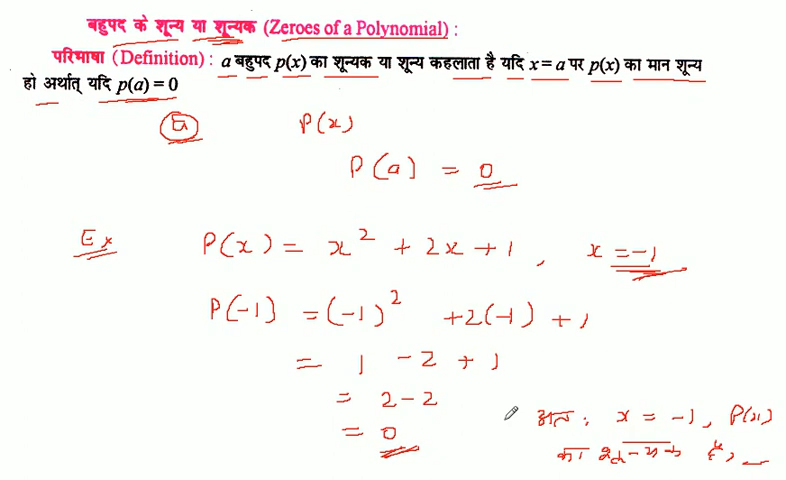 बहुपद के शून्य या शून्यक (Zeroes of a Polynomial) :
परिभाषा (Definition) : a बहुपद p(x) का शून्यक या शून्य कहलाता है यदि x = a पर p(x) का मान शून्य
हो अर्थात् यदि p(a) = 0
a P(x)
P(a) = 0
Ex P(x) = x² + 2x + 1, x = -1
P(-1) = (-1)² + 2(-1) + 1
= 1 - 2 + 1
= 2 - 2
= 0
अतः x = -1, P(x)
का शून्यक है,